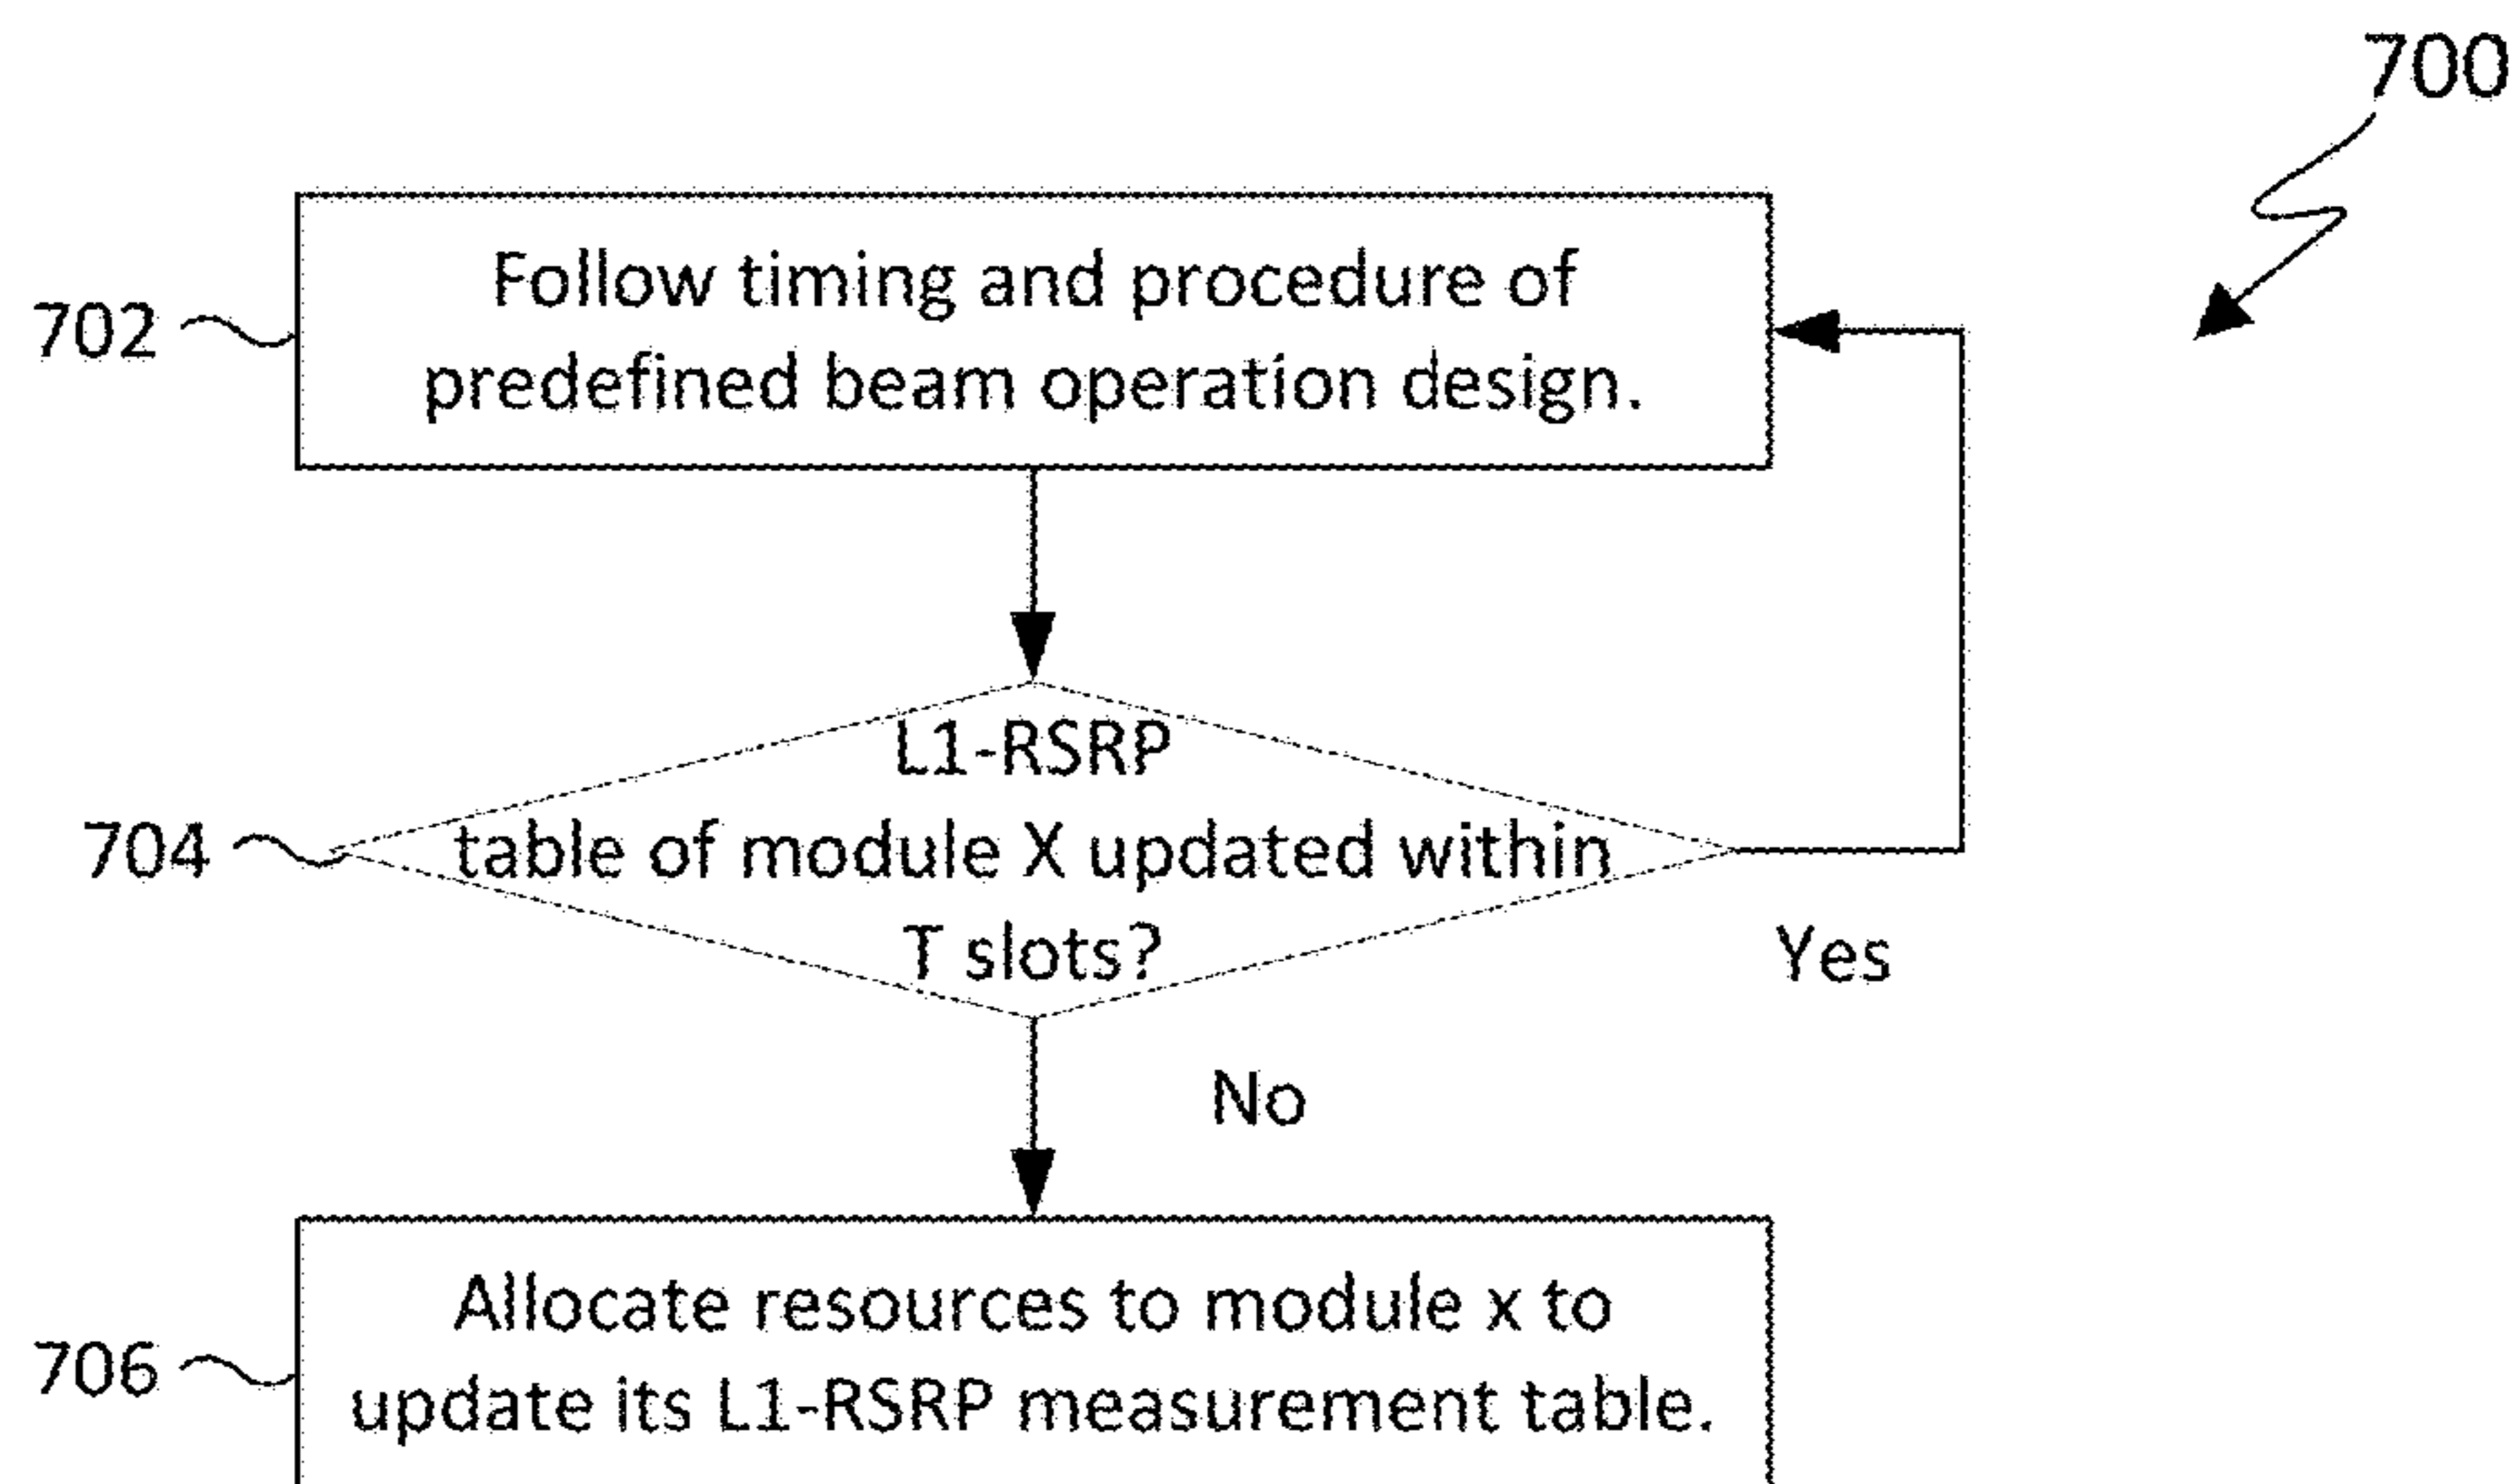 700
Follow timing and procedure of
702
predefined beam operation design.
L1-RSRP
704
table of module X updated within
T slots?
Yes
No
Allocate resources to module x to
706
update its L1-RSRP measurement table.